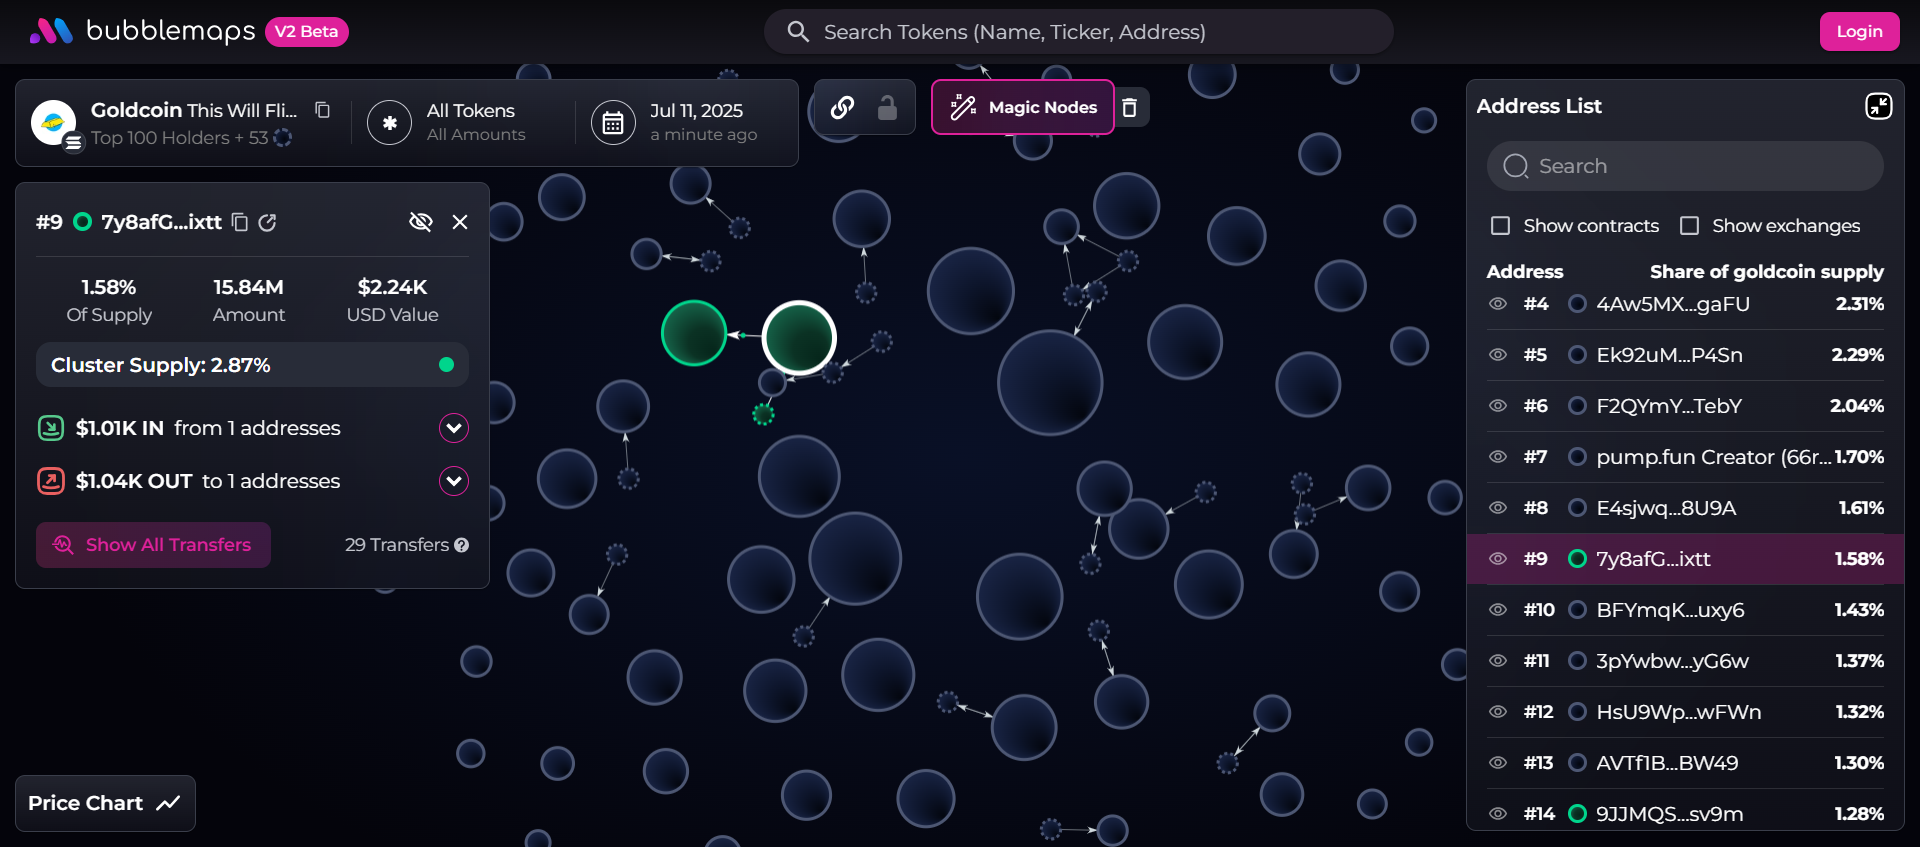 bubblemaps V2 Beta
Search Tokens (Name, Ticker, Address)
Login
Goldcoin This Will Fli...
Top 100 Holders + 53
All Tokens
All Amounts
Jul 11, 2025
a minute ago
Magic Nodes
#9 7y8afG...ixtt
1.58% 15.84M $2.24K
Of Supply Amount USD Value
Cluster Supply: 2.87%
$1.01K IN from 1 addresses
$1.04K OUT to 1 addresses
Show All Transfers 29 Transfers ?
Price Chart
Address List
Search
Show contracts Show exchanges
Address Share of goldcoin supply
#4 4Aw5MX...gaFU 2.31%
#5 Ek92uM...P4Sn 2.29%
#6 F2QYmY...TebY 2.04%
#7 pump.fun Creator (66r... 1.70%
#8 E4sjwq...8U9A 1.61%
#9 7y8afG...ixtt 1.58%
#10 BFYmqK...uxy6 1.43%
#11 3pYwbw...yG6w 1.37%
#12 HsU9Wp...wFWn 1.32%
#13 AVTf1B...BW49 1.30%
#14 9JJMQS...sv9m 1.28%